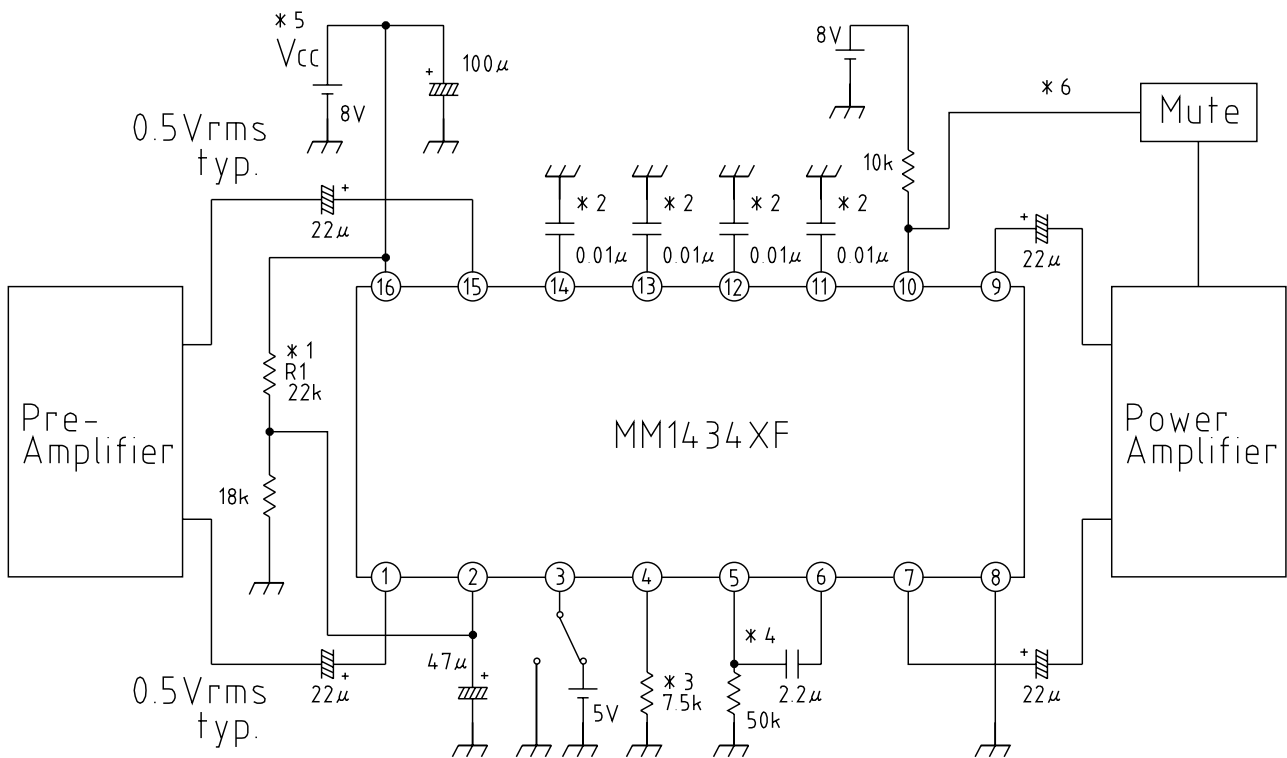 * 5
Vcc
8V
100μ
8V
* 6
Mute
0.5Vrms
typ.
22μ
10k
* 2
* 2
* 2
* 2
0.01μ
0.01μ
0.01μ
0.01μ
22μ
16
15
14
13
12
11
10
9
* 1
R1
22k
Pre-
Amplifier
MM1434XF
Power
Amplifier
18k
1
2
3
4
5
6
7
8
0.5Vrms
typ.
22μ
47μ
5V
* 3
7.5k
* 4
2.2μ
50k
22μ